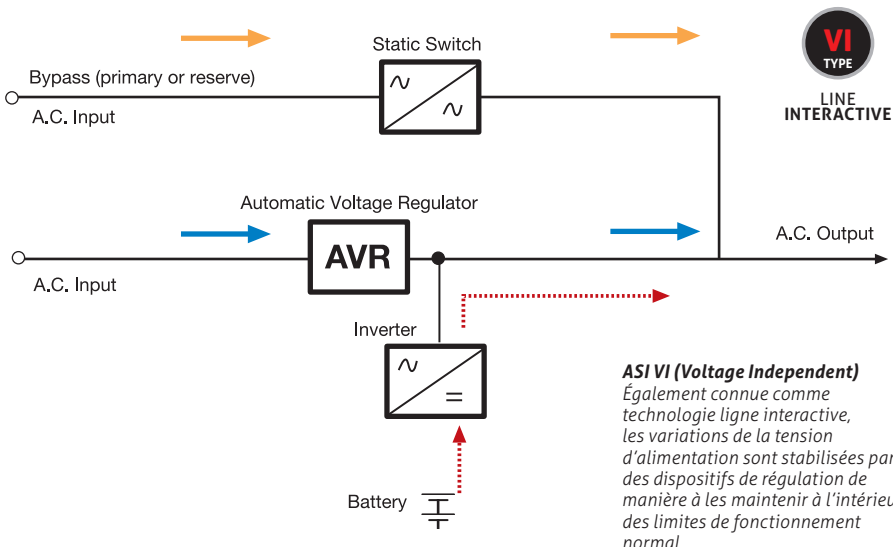 Static Switch
VI
TYPE
LINE
INTERACTIVE
Bypass (primary or reserve)
A.C. Input
Automatic Voltage Regulator
AVR
A.C. Output
A.C. Input
Inverter
Battery
ASI VI (Voltage Independent)
Également connue comme
technologie ligne interactive,
les variations de la tension
d'alimentation sont stabilisées par
des dispositifs de régulation de
manière à les maintenir à l'intérieu
des limites de fonctionnement
normal